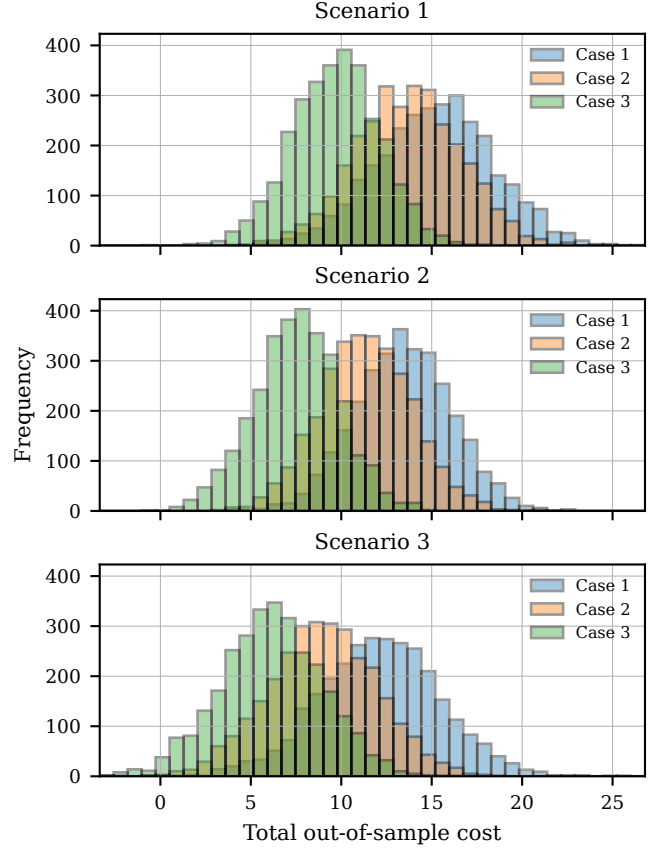 Scenario 1
400
300
200
100
0
Case 1
Case 2
Case 3
Scenario 2
400
300
200
100
0
Case 1
Case 2
Case 3
Frequency
Scenario 3
400
300
200
100
0
Case 1
Case 2
Case 3
0 5 10 15 20 25
Total out-of-sample cost